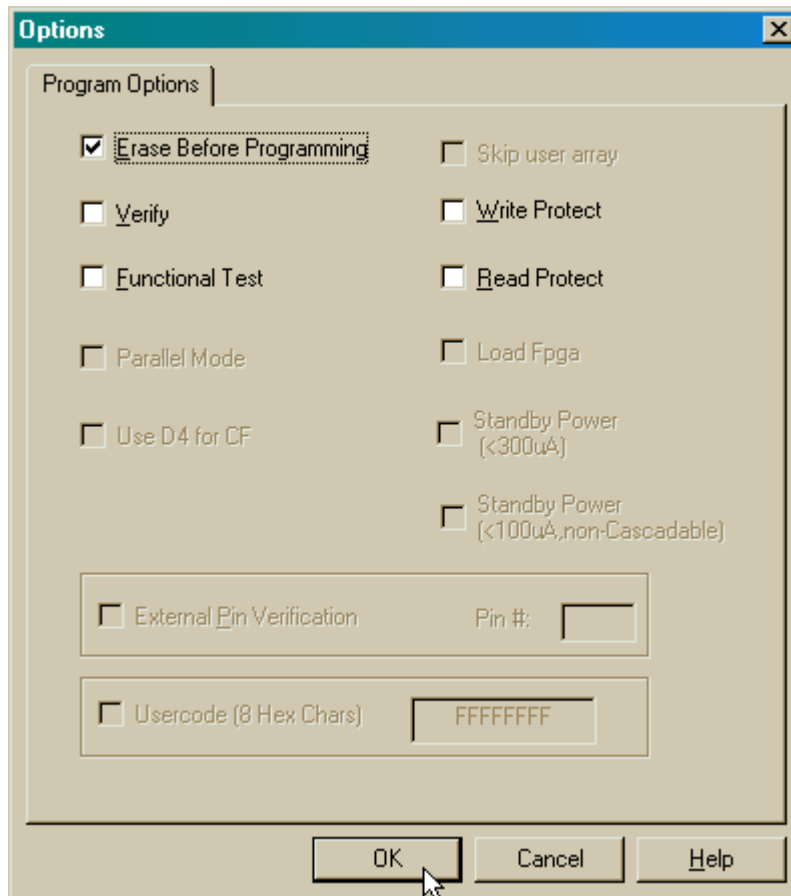 Options
Program Options
Erase Before Programming
Skip user array
Verify
Write Protect
Functional Test
Read Protect
Parallel Mode
Load Fpga
Use D4 for CF
Standby Power
(<300uA)
Standby Power
(<100uA,non-Cascadable)
External Pin Verification
Pin #:
Usercode (8 Hex Chars)
FFFFFFFF
OK
Cancel
Help